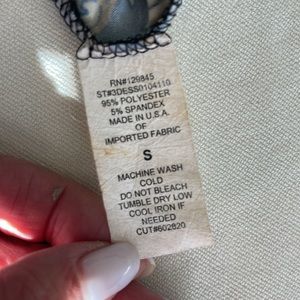 RN#129845
ST#3DESS0104110
95% POLYESTER
5% SPANDEX
MADE IN U.S.A.
OF
IMPORTED FABRIC
S
MACHINE WASH
COLD
DO NOT BLEACH
TUMBLE DRY LOW
COOL IRON IF
NEEDED
CUT#602820